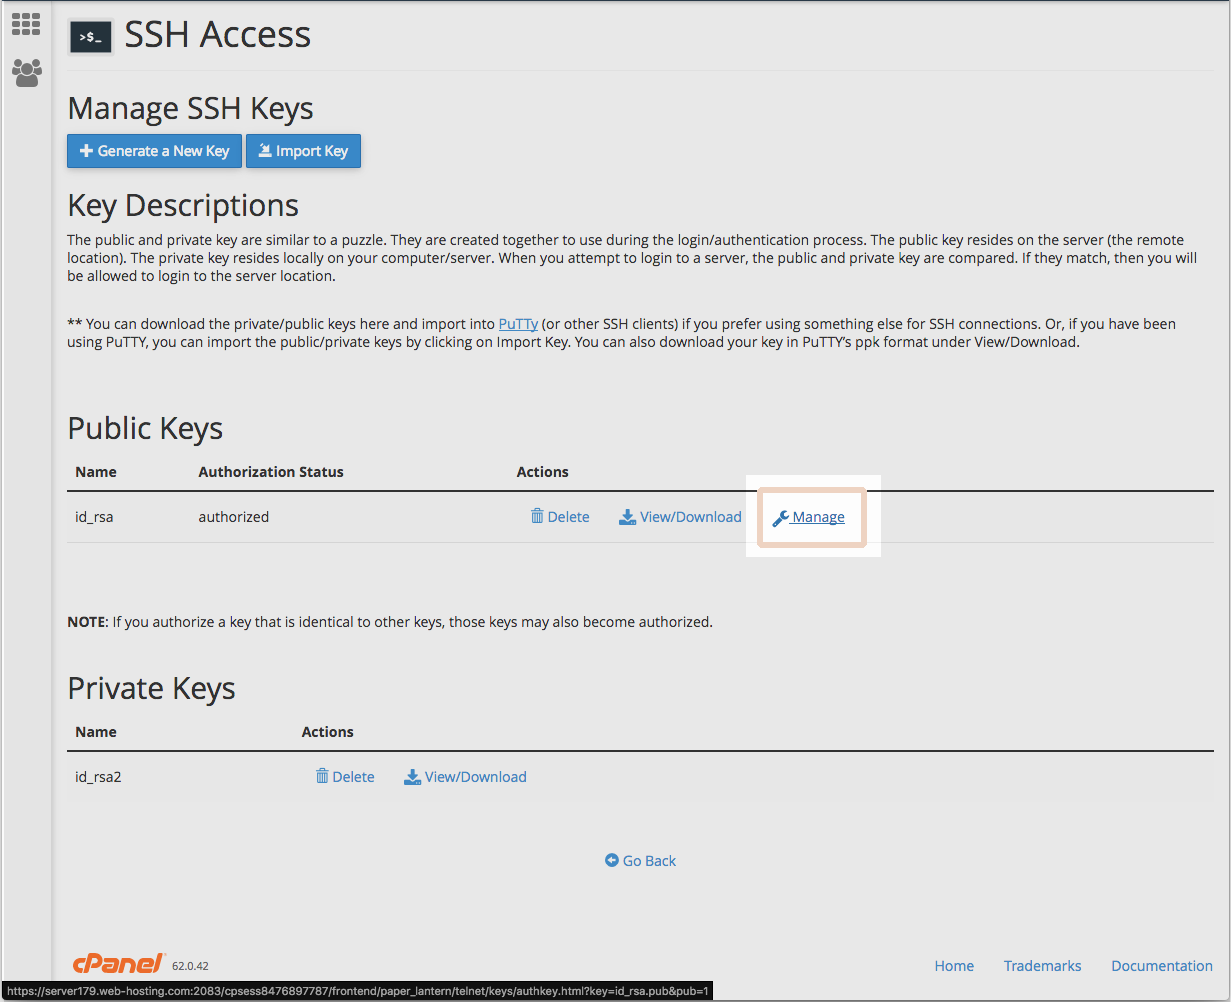 >$_ SSH Access
Manage SSH Keys
Generate a New Key Import Key
Key Descriptions
The public and private key are similar to a puzzle. They are created together to use during the login/authentication process. The public key resides on the server (the remote
location). The private key resides locally on your computer/server. When you attempt to login to a server, the public and private key are compared. If they match, then you will
be allowed to login to the server location.
** You can download the private/public keys here and import into PuTTy (or other SSH clients) if you prefer using something else for SSH connections. Or, if you have been
using PuTTY, you can import the public/private keys by clicking on Import Key. You can also download your key in PuTTY’s ppk format under View/Download.
Public Keys
Name Authorization Status Actions
id_rsa authorized Delete View/Download Manage
NOTE: If you authorize a key that is identical to other keys, those keys may also become authorized.
Private Keys
Name Actions
id_rsa2 Delete View/Download
Go Back
cPanel® 62.0.42 Home Trademarks Documentation
https://server179.web-hosting.com:2083/cpsess8476897787/frontend/paper_lantern/telnet/keys/authkey.html?key=id_rsa.pub&pub=1